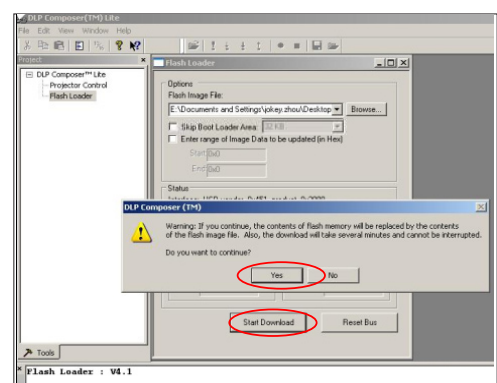 DLP Composer(TM) Lite
File Edit View Window Help
Project
DLP Composer™ Lite
Projector Control
Flash Loader
Flash Loader
Options
Flash Image File:
E:\Documents and Settings\jokey.zhou\Desktop
Browse...
Skip Boot Loader Area: 32 KB
Enter range of Image Data to be updated (in Hex)
Start 0x0
End 0x0
Status
DLP Composer (TM)
Warning: If you continue, the contents of flash memory will be replaced by the contents
of the flash image file. Also, the download will take several minutes and cannot be interrupted.
Do you want to continue?
Yes No
Start Download Reset Bus
Tools
Flash Loader : V4.1